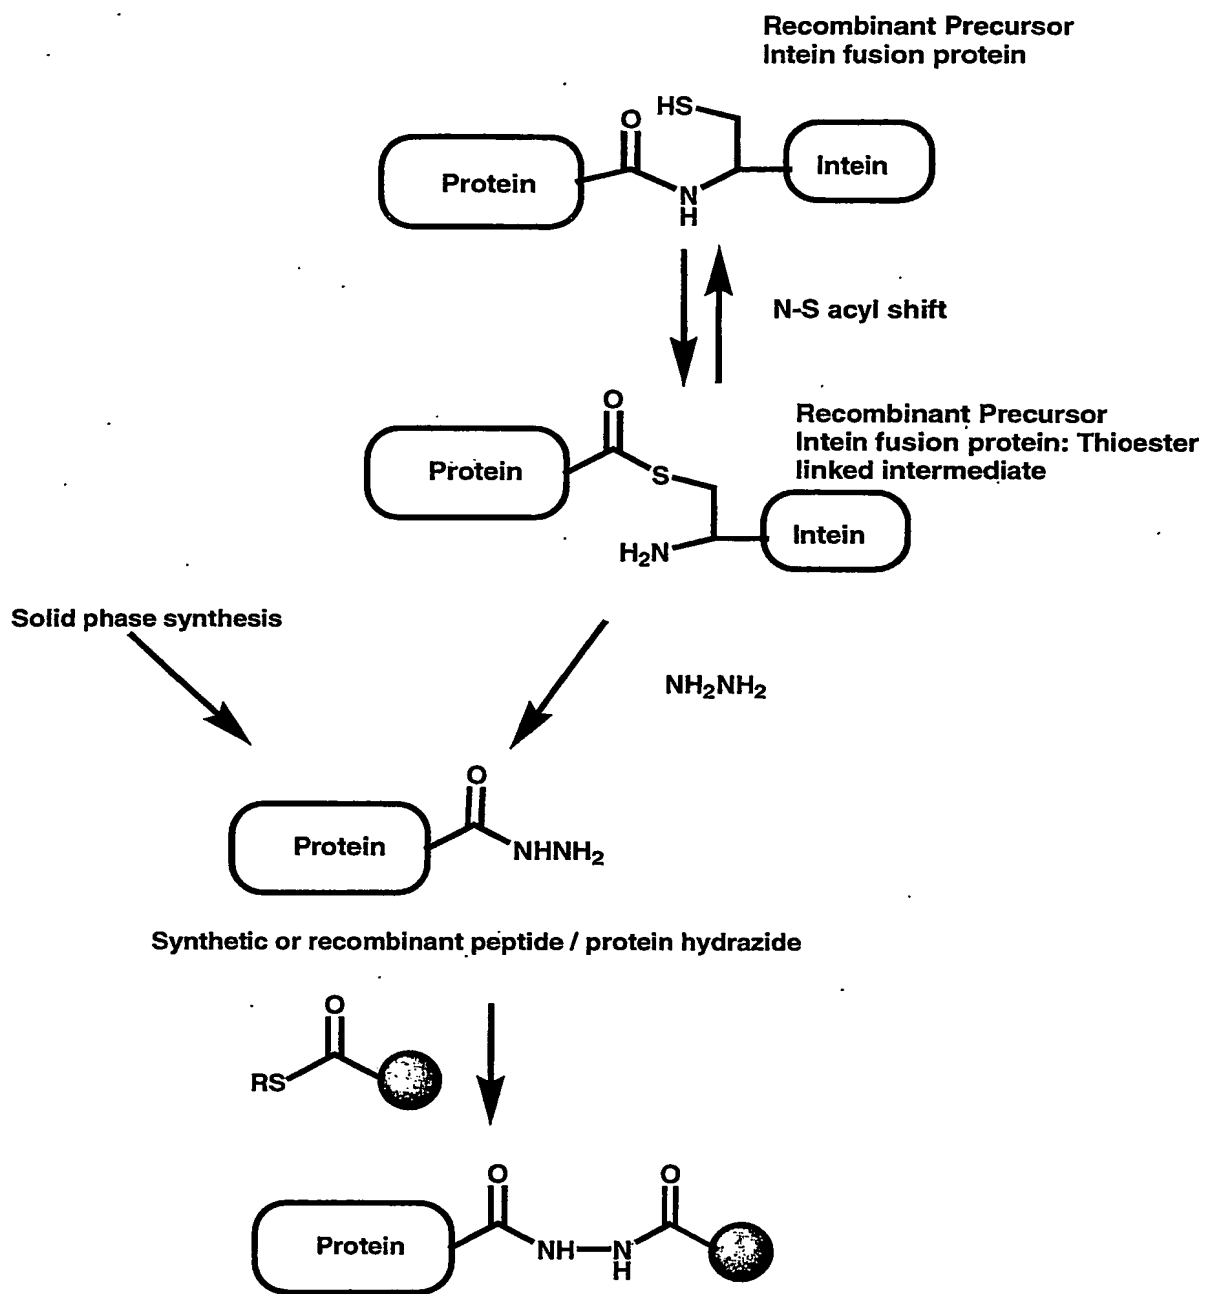 Recombinant Precursor
Intein fusion protein
HS
O
Protein
N
H
Intein
N-S acyl shift
O
Protein
S
H₂N
Intein
Recombinant Precursor
Intein fusion protein: Thioester
linked intermediate
Solid phase synthesis
NH₂NH₂
O
Protein
NHNH₂
Synthetic or recombinant peptide / protein hydrazide
O
RS
O
O
Protein
NH
N
H